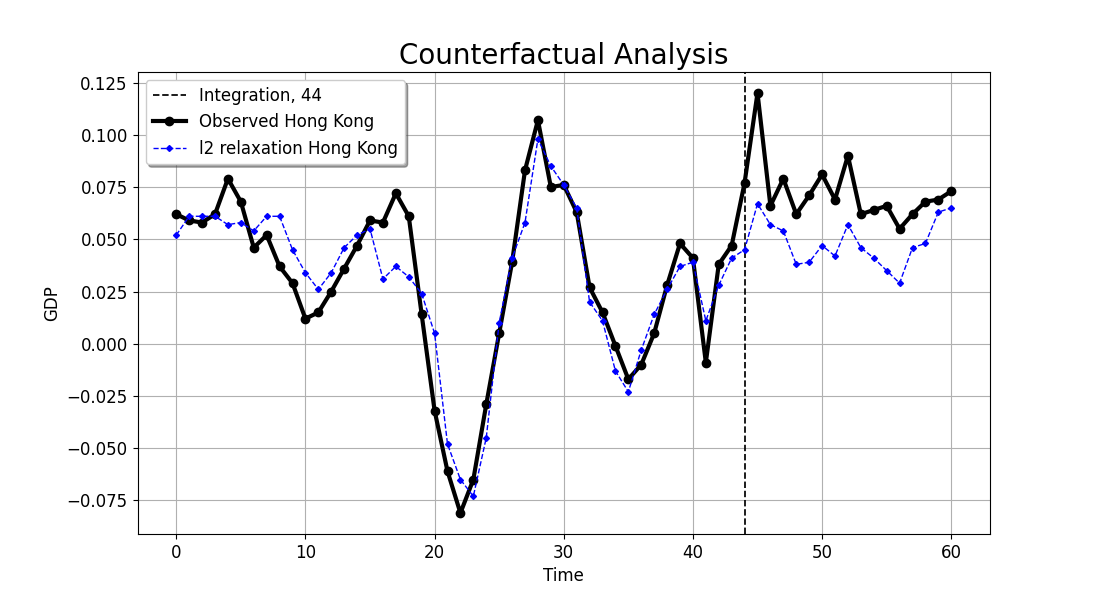 Counterfactual Analysis
Integration, 44
Observed Hong Kong
l2 relaxation Hong Kong
0.125
0.100
0.075
0.050
0.025
0.000
−0.025
−0.050
−0.075
GDP
0 10 20 30 40 50 60
Time